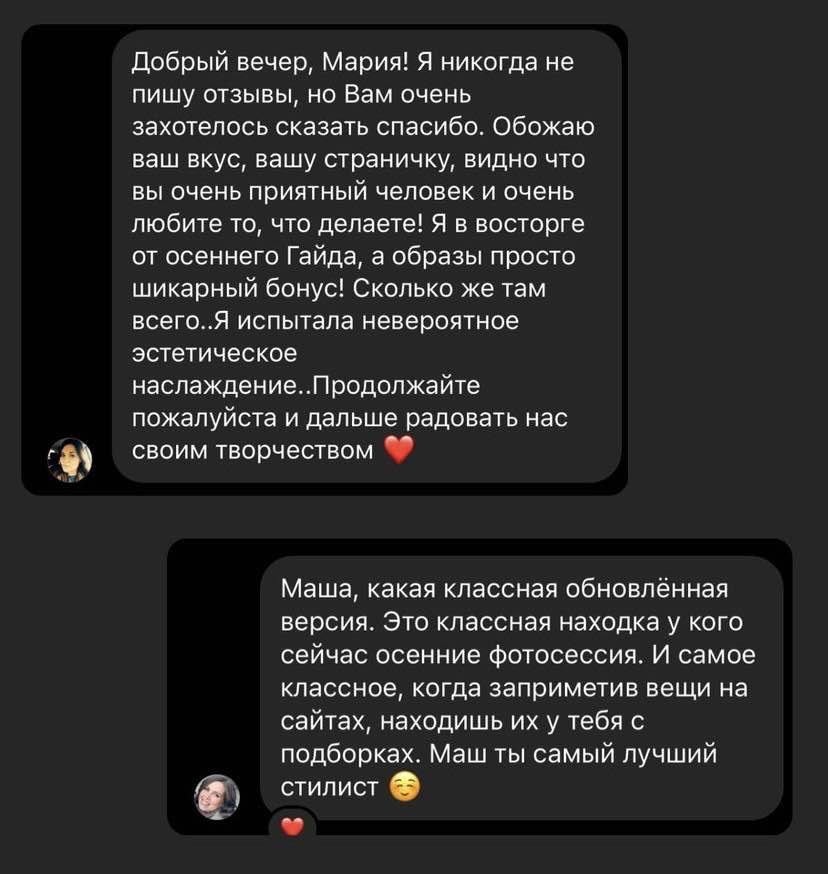 Добрый вечер, Мария! Я никогда не
пишу отзывы, но Вам очень
захотелось сказать спасибо. Обожаю
ваш вкус, вашу страничку, видно что
вы очень приятный человек и очень
любите то, что делаете! Я в восторге
от осеннего Гайда, а образы просто
шикарный бонус! Сколько же там
всего..Я испытала невероятное
эстетическое
наслаждение..Продолжайте
пожалуйста и дальше радовать нас
своим творчеством ❤️
Маша, какая классная обновлённая
версия. Это классная находка у кого
сейчас осенние фотосессия. И самое
классное, когда заприметив вещи на
сайтах, находишь их у тебя с
подборках. Маш ты самый лучший
стилист ☺️